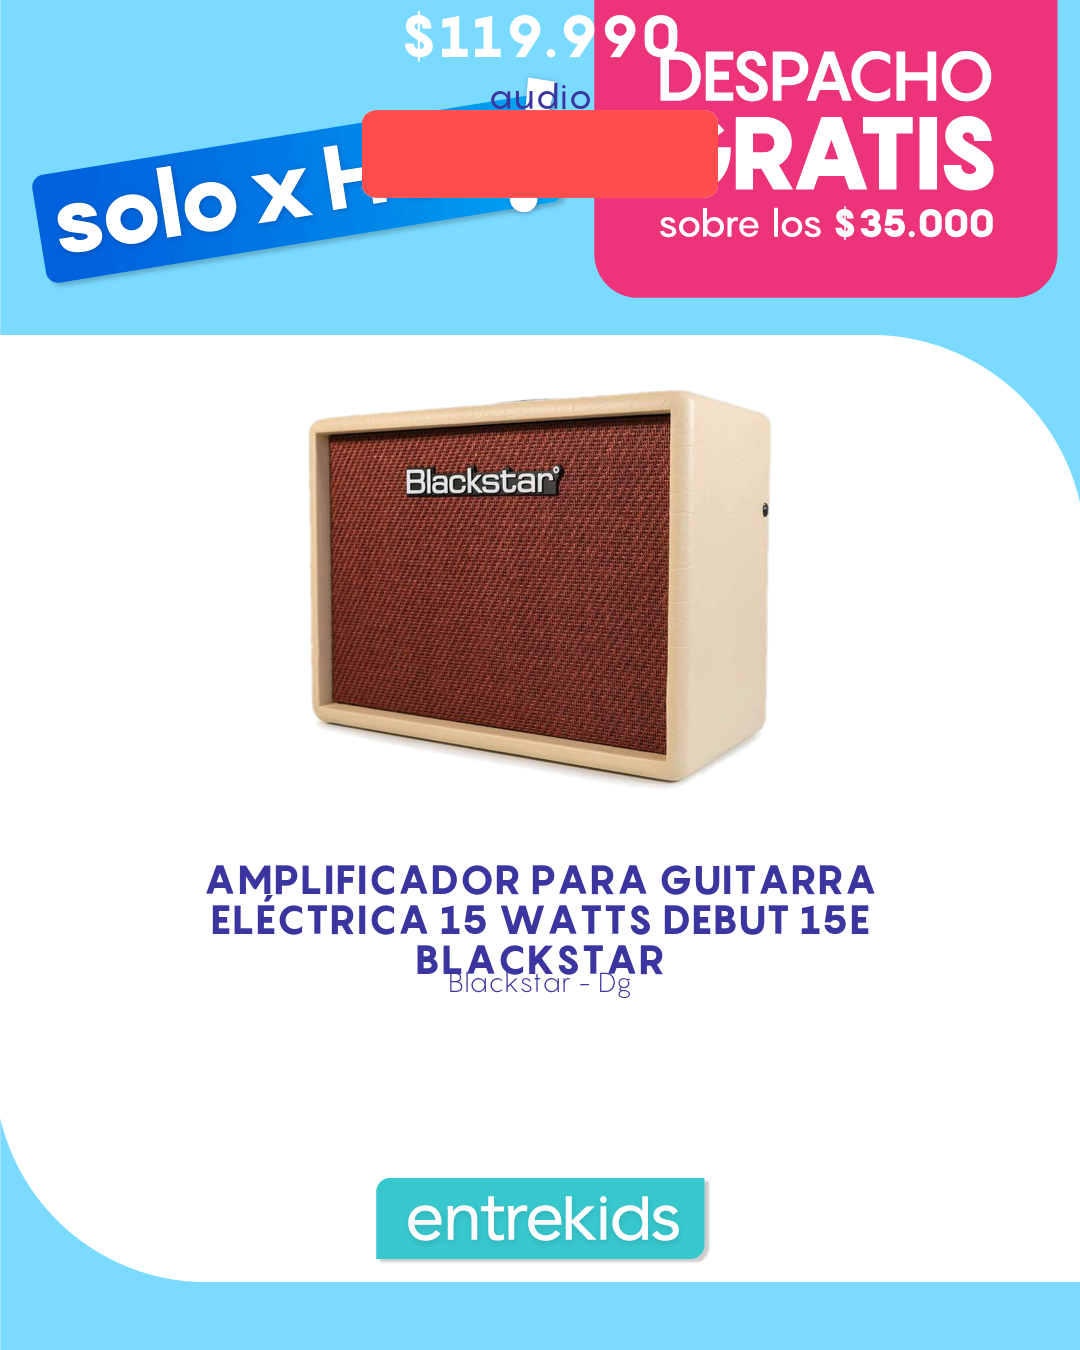 $119.990
audio
solo x
DESPACHO
GRATIS
sobre los $35.000
Blackstar
AMPLIFICADOR PARA GUITARRA
ELÉCTRICA 15 WATTS DEBUT 15E
BLACKSTAR
Blackstar - Dg
entrekids